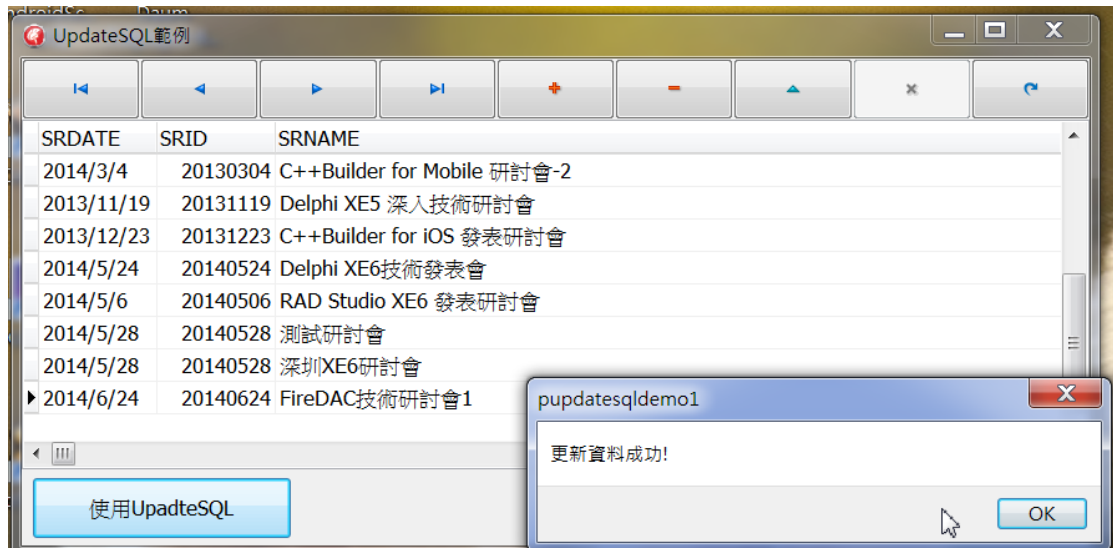 UpdateSQL範例
SRDATE SRID SRNAME
2014/3/4 20130304 C++Builder for Mobile 研討會-2
2013/11/19 20131119 Delphi XE5 深入技術研討會
2013/12/23 20131223 C++Builder for iOS 發表研討會
2014/5/24 20140524 Delphi XE6技術發表會
2014/5/6 20140506 RAD Studio XE6 發表研討會
2014/5/28 20140528 測試研討會
2014/5/28 20140528 深圳XE6研討會
2014/6/24 20140624 FireDAC技術研討會1
pupdatesqldemo1
更新資料成功!
使用UpadteSQL
OK